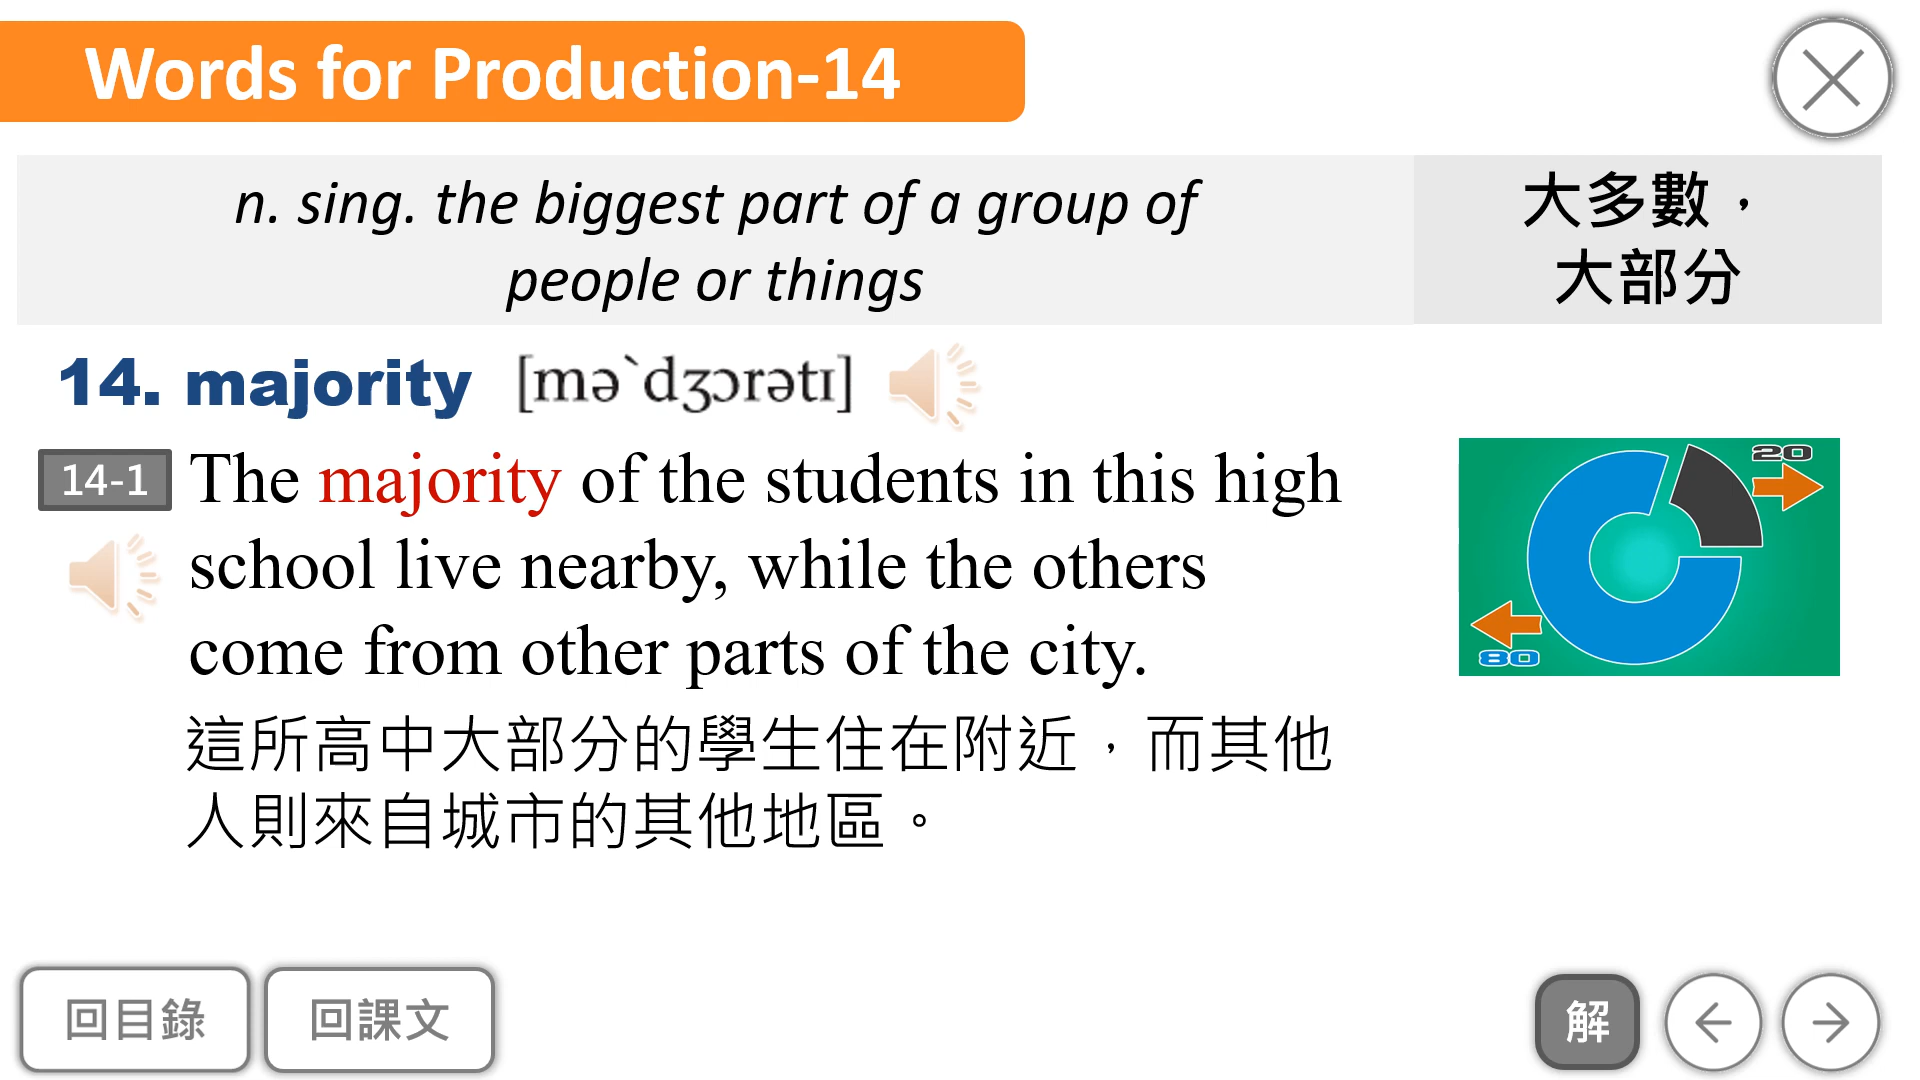 Words for Production-14
n. sing. the biggest part of a group of
people or things
大多數，
大部分
14. majority [mə`dʒɔrətɪ]
14-1 The majority of the students in this high
school live nearby, while the others
come from other parts of the city.
20
80
這所高中大部分的學生住在附近，而其他
人則來自城市的其他地區。
回目錄 回課文 解